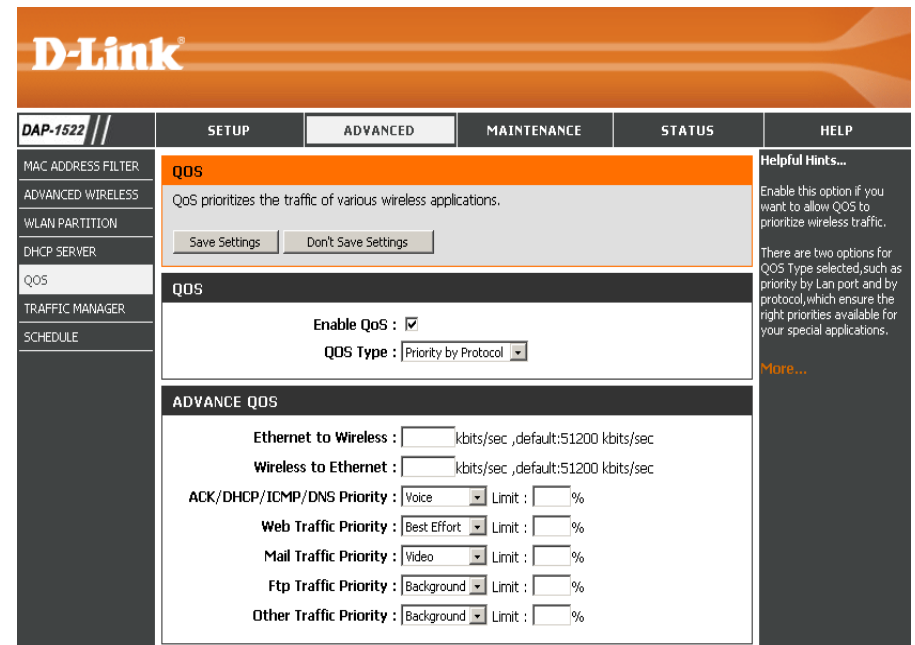 D-Link®
DAP-1522 //
SETUP
ADVANCED
MAINTENANCE
STATUS
HELP
MAC ADDRESS FILTER
ADVANCED WIRELESS
WLAN PARTITION
DHCP SERVER
QOS
TRAFFIC MANAGER
SCHEDULE
QOS
QoS prioritizes the traffic of various wireless applications.
Save Settings
Don't Save Settings
QOS
Enable QoS :
QOS Type : Priority by Protocol
ADVANCE QOS
Ethernet to Wireless : kbits/sec ,default:51200 kbits/sec
Wireless to Ethernet : kbits/sec ,default:51200 kbits/sec
ACK/DHCP/ICMP/DNS Priority : Voice Limit : %
Web Traffic Priority : Best Effort Limit : %
Mail Traffic Priority : Video Limit : %
Ftp Traffic Priority : Background Limit : %
Other Traffic Priority : Background Limit : %
Helpful Hints...
Enable this option if you
want to allow QOS to
prioritize wireless traffic.
There are two options for
QOS Type selected,such as
priority by Lan port and by
protocol,which ensure the
right priorities available for
your special applications.
More...